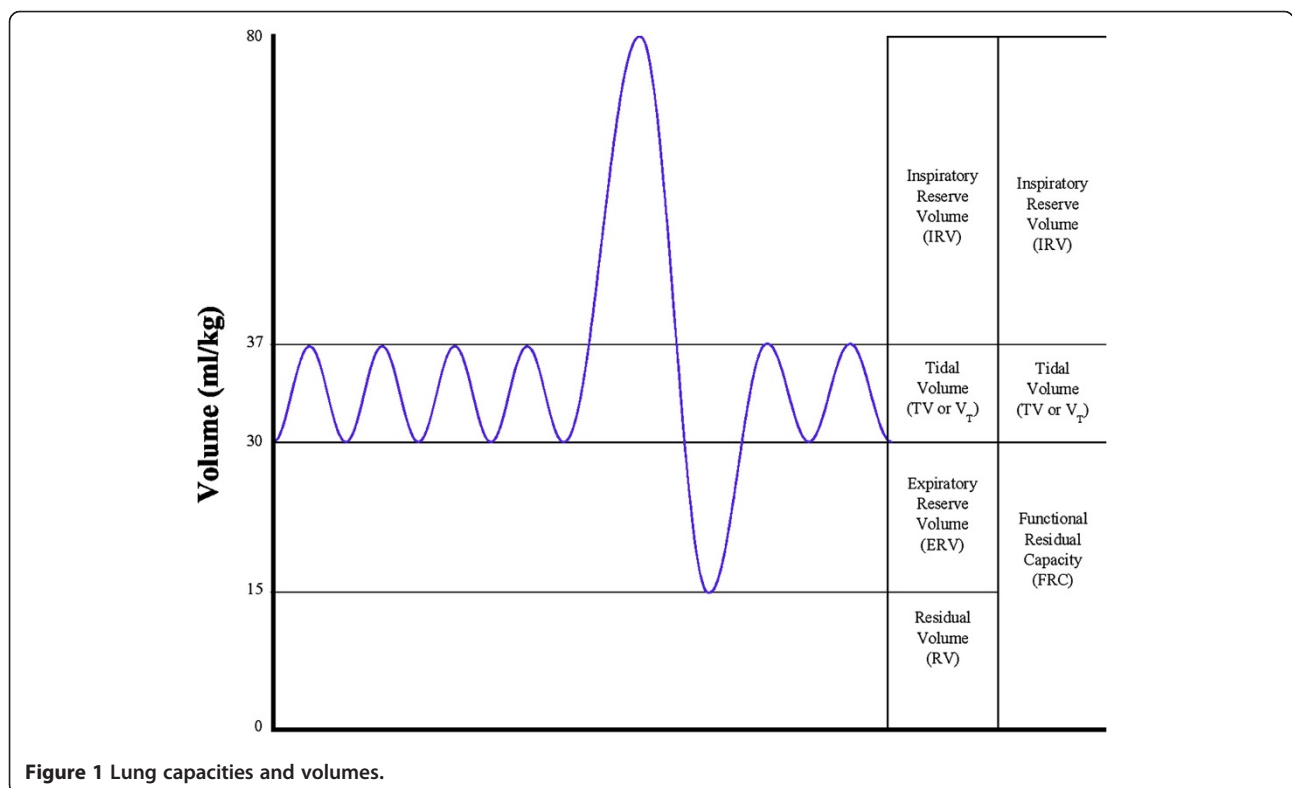 Volume (ml/kg)
80
37
30
15
0
Inspiratory
Reserve
Volume
(IRV)
Inspiratory
Reserve
Volume
(IRV)
Tidal
Volume
(TV or V_T)
Tidal
Volume
(TV or V_T)
Expiratory
Reserve
Volume
(ERV)
Functional
Residual
Capacity
(FRC)
Residual
Volume
(RV)
Figure 1 Lung capacities and volumes.